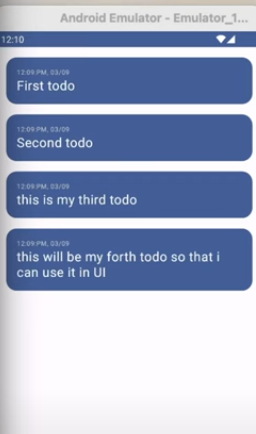 Android Emulator - Emulator_1...
12:10
12:09 PM, 03/09
First todo
12:09 PM, 03/09
Second todo
12:09 PM, 03/09
this is my third todo
12:09 PM, 03/09
this will be my forth todo so that i
can use it in UI